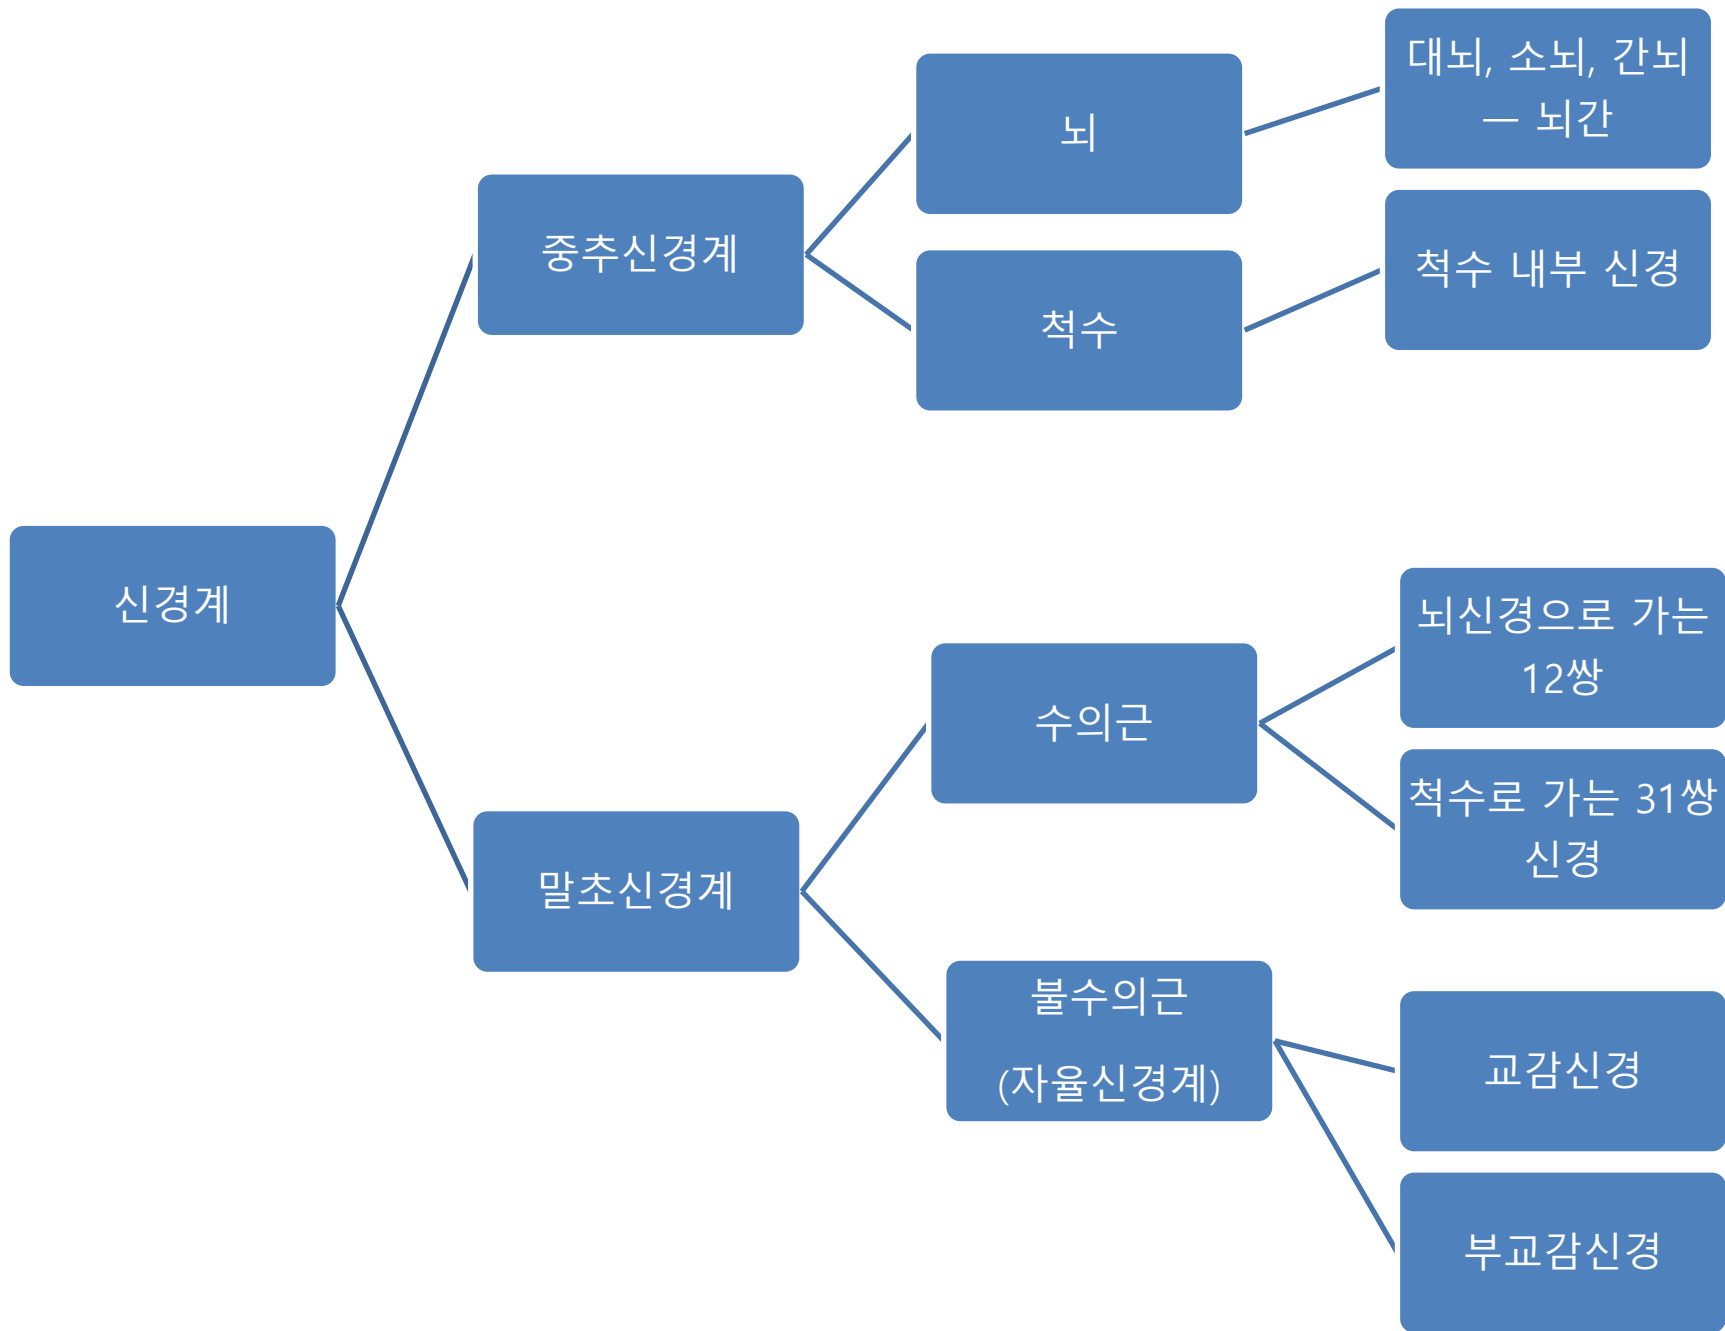 신경계
중추신경계
뇌
대뇌, 소뇌, 간뇌
ㅡ 뇌간
척수
척수 내부 신경
말초신경계
수의근
뇌신경으로 가는
12쌍
척수로 가는 31쌍
신경
불수의근
(자율신경계)
교감신경
부교감신경